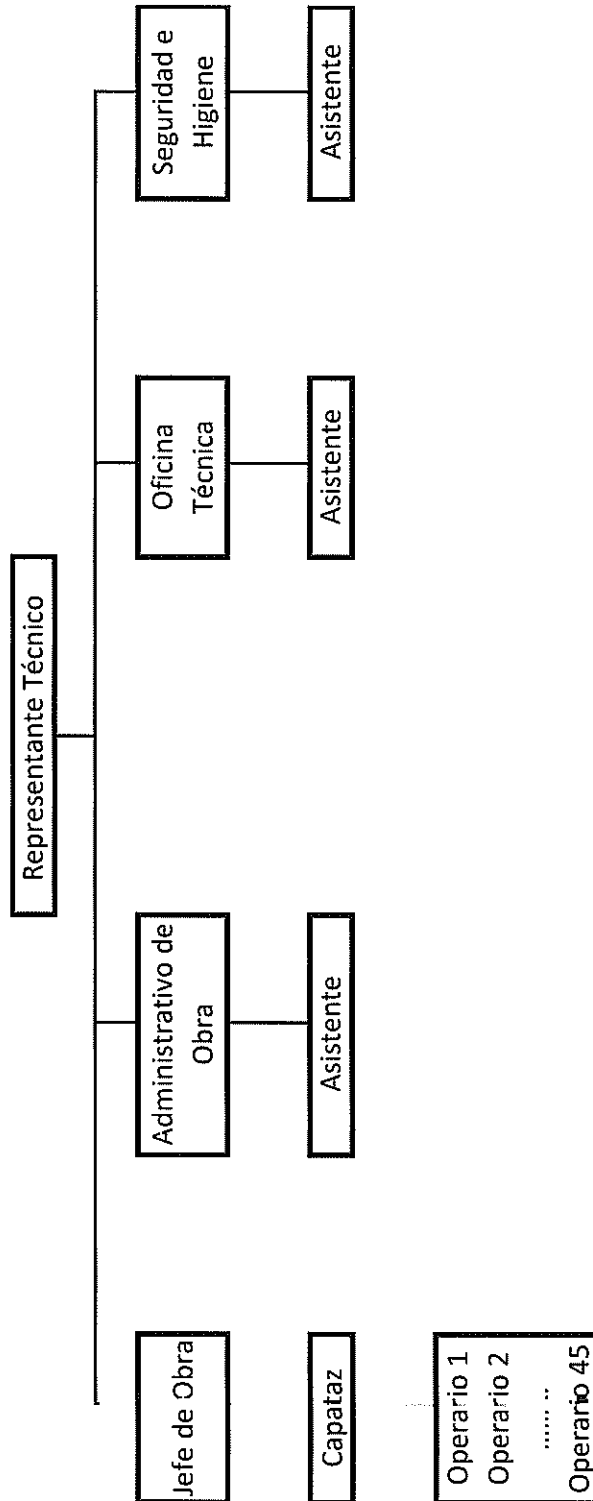 Representante Técnico
Jefe de Obra
Administrativo de
Obra
Oficina
Técnica
Seguridad e
Higiene
Capataz
Asistente
Asistente
Asistente
Operario 1
Operario 2
...... ..
Operario 45